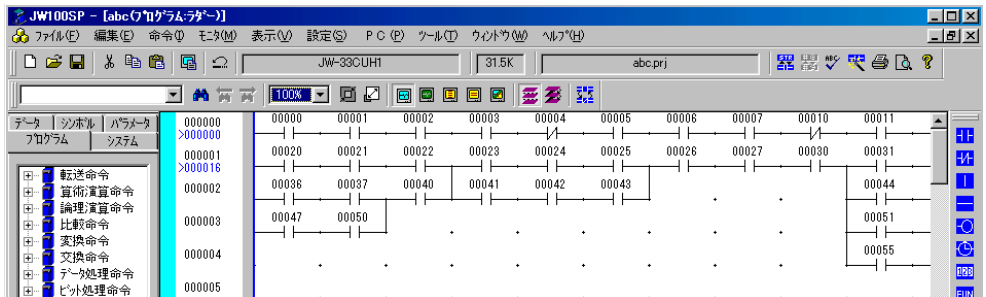 JW100SP - [abc(ﾌﾟﾛｸﾞﾗﾑ:ﾗﾀﾞｰ)]
ﾌｧｲﾙ(F) 編集(E) 命令(I) ﾓﾆﾀ(M) 表示(V) 設定(S) PC(P) ﾂｰﾙ(T) ｳｨﾝﾄﾞｳ(W) ﾍﾙﾌﾟ(H)
JW-33CUH1 31.5K abc.prj
100%
ﾃﾞｰﾀ ｼﾝﾎﾞﾙ ﾊﾟﾗﾒｰﾀ
ﾌﾟﾛｸﾞﾗﾑ ｼｽﾃﾑ
転送命令
算術演算命令
論理演算命令
比較命令
変換命令
交換命令
ﾃﾞｰﾀ処理命令
ﾋﾞｯﾄ処理命令
000000 00000 00001 00002 00003 00004 00005 00006 00007 00010 00011
>000000
000001 00020 00021 00022 00023 00024 00025 00026 00027 00030 00031
>000016
000002 00036 00037 00040 00041 00042 00043 00044
000003 00047 00050 00051
000004 00055
000005
123
FUN